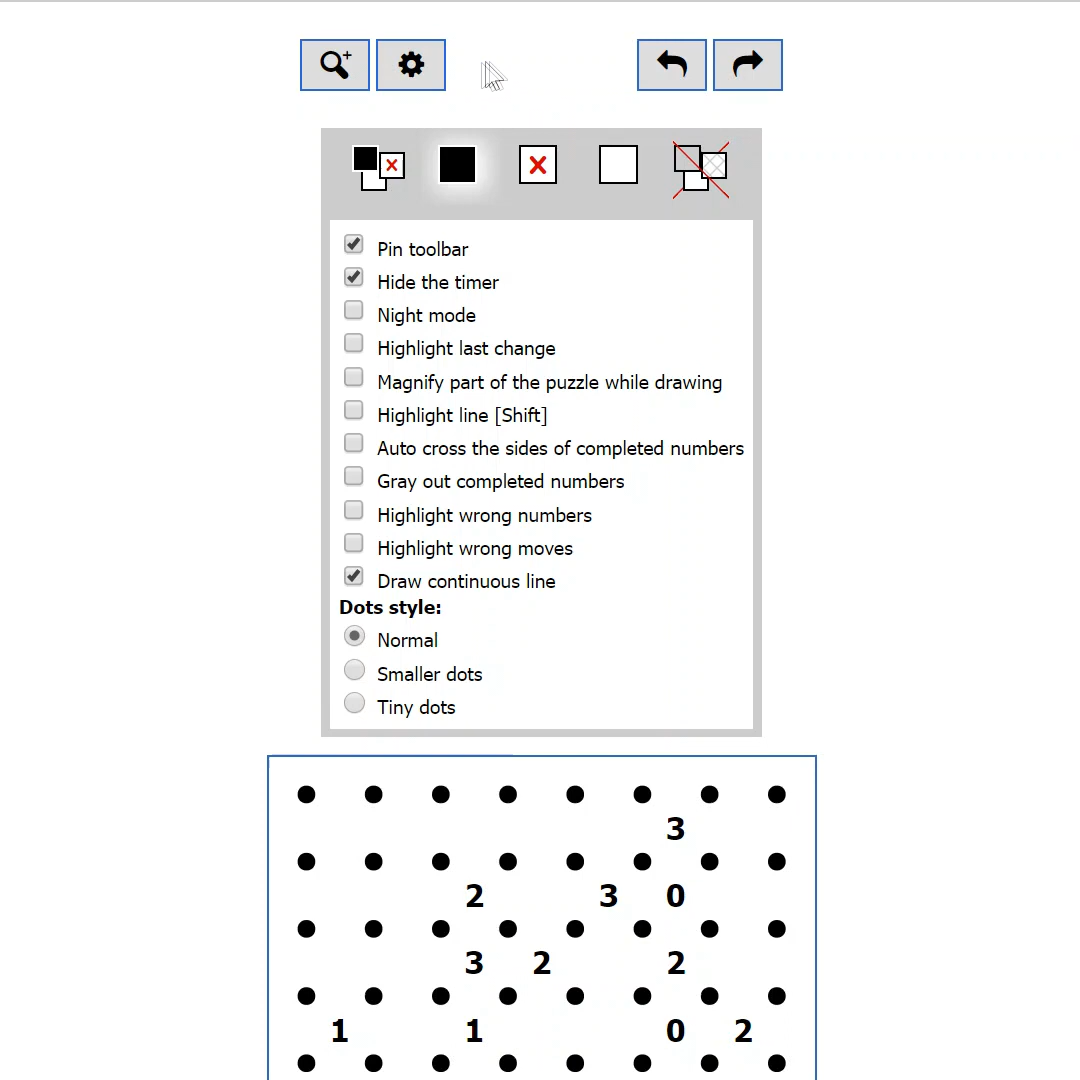 Pin toolbar
Hide the timer
Night mode
Highlight last change
Magnify part of the puzzle while drawing
Highlight line [Shift]
Auto cross the sides of completed numbers
Gray out completed numbers
Highlight wrong numbers
Highlight wrong moves
Draw continuous line
Dots style:
Normal
Smaller dots
Tiny dots
3
2 3 0
3 2 2
1 1 0 2